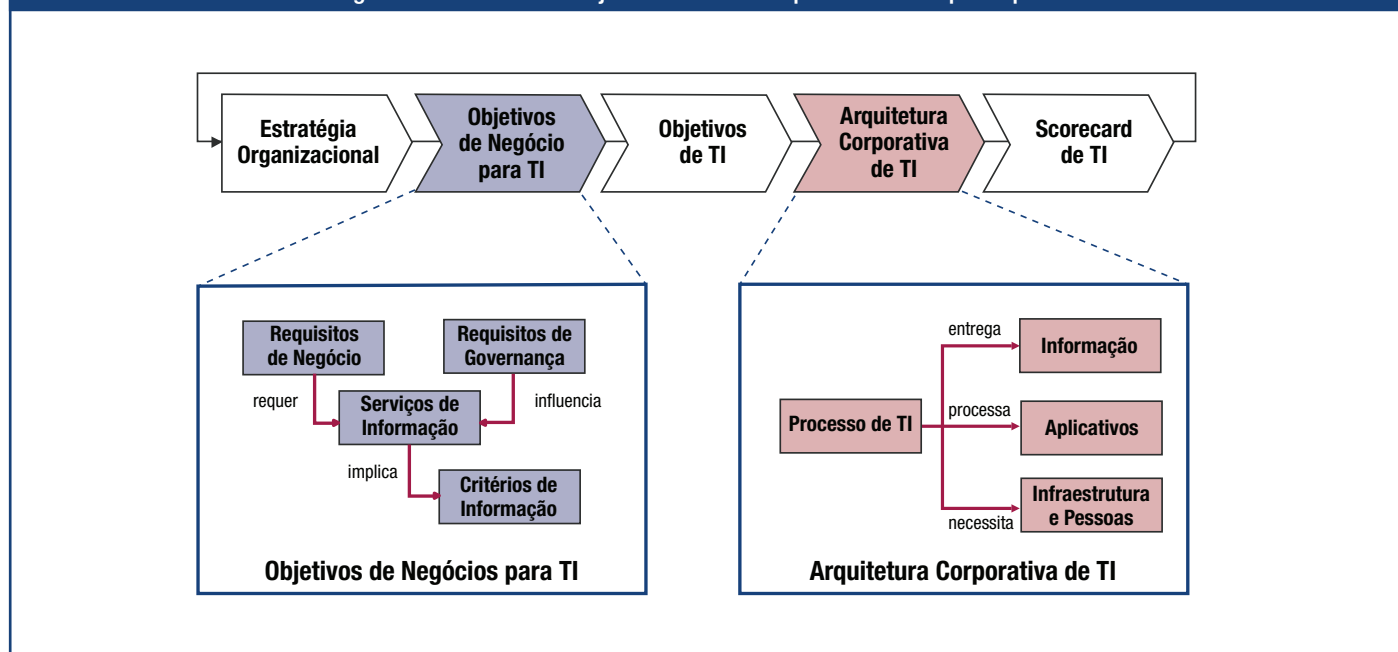 Estratégia
Organizacional
Objetivos
de Negócio
para TI
Objetivos
de TI
Arquitetura
Corporativa
de TI
Scorecard
de TI
Requisitos
de Negócio
Requisitos de
Governança
requer
influencia
Serviços de
Informação
implica
Critérios de
Informação
Objetivos de Negócios para TI
entrega
Informação
Processo de TI
processa
Aplicativos
necessita
Infraestrutura
e Pessoas
Arquitetura Corporativa de TI